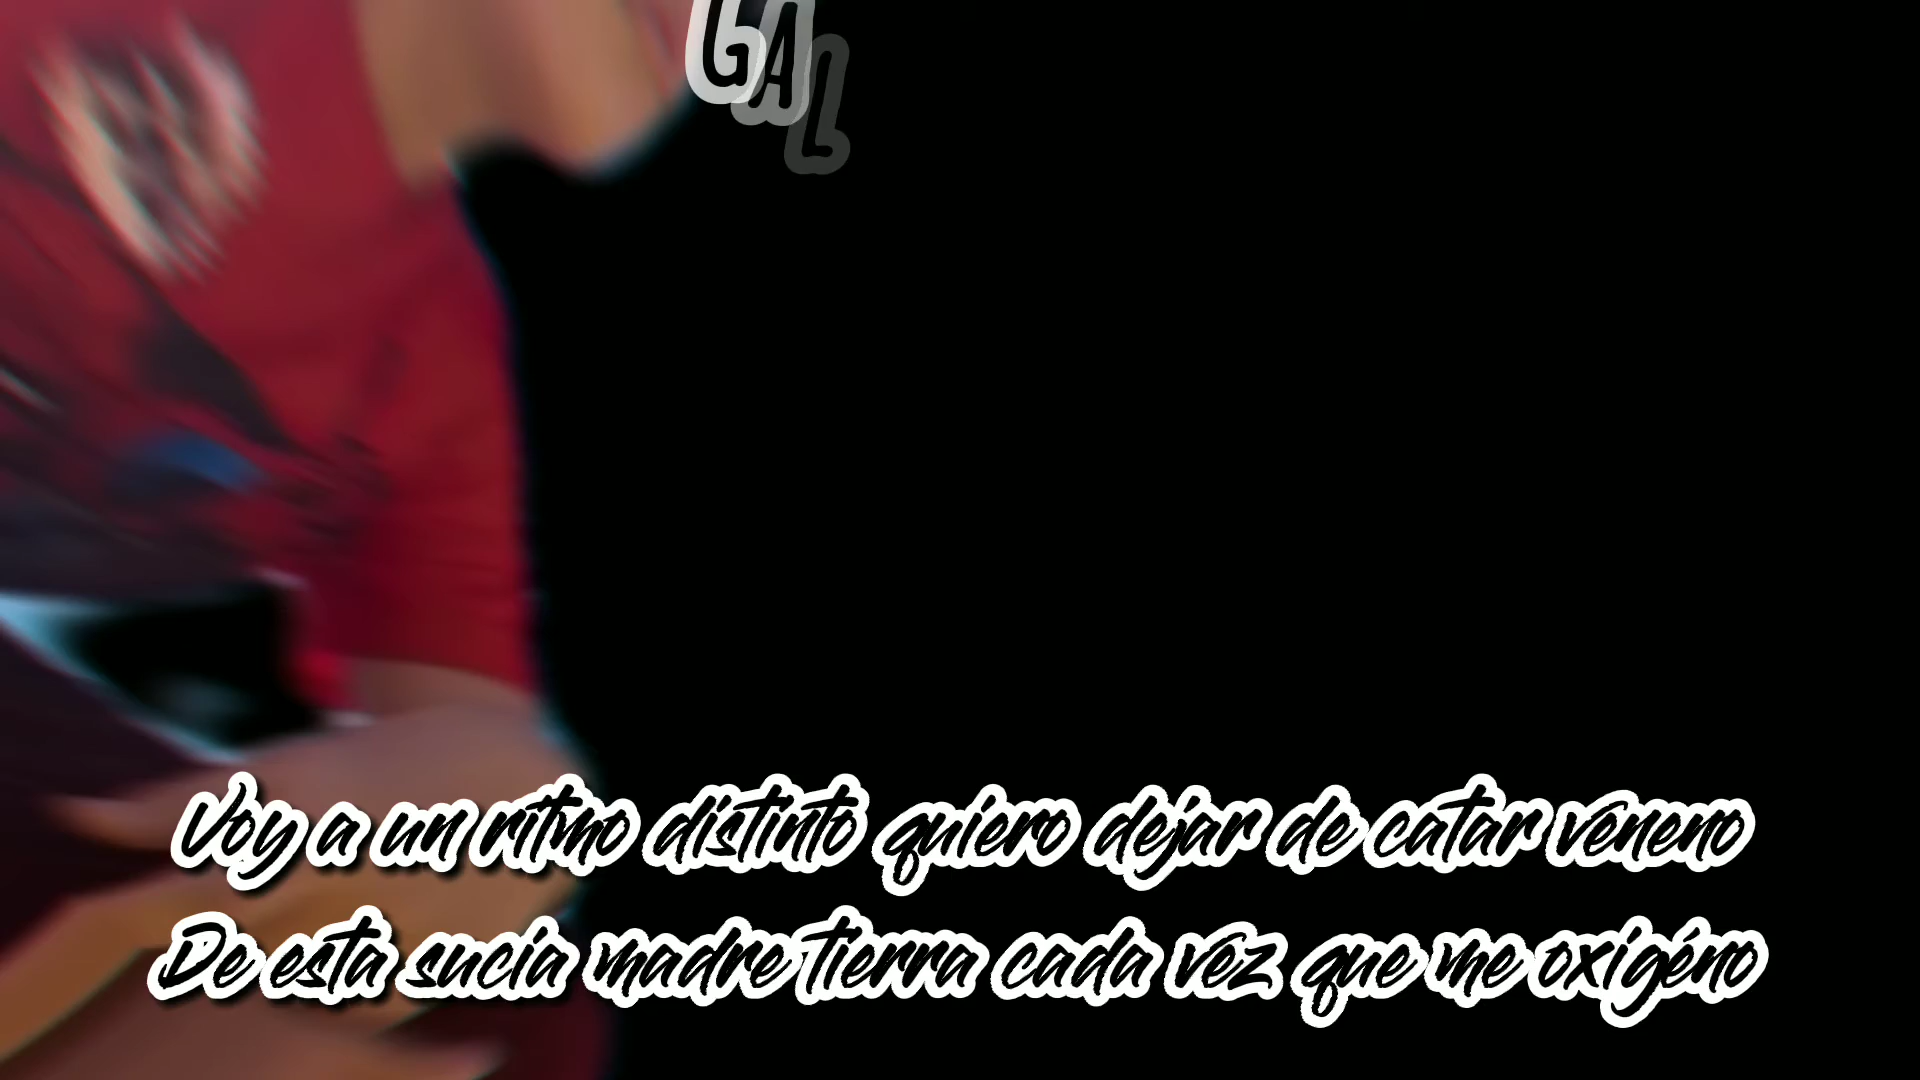 GAL
Voy a un ritmo distinto quiero dejar de catar veneno
De esta sucia madre tierra cada vez que me oxigéno